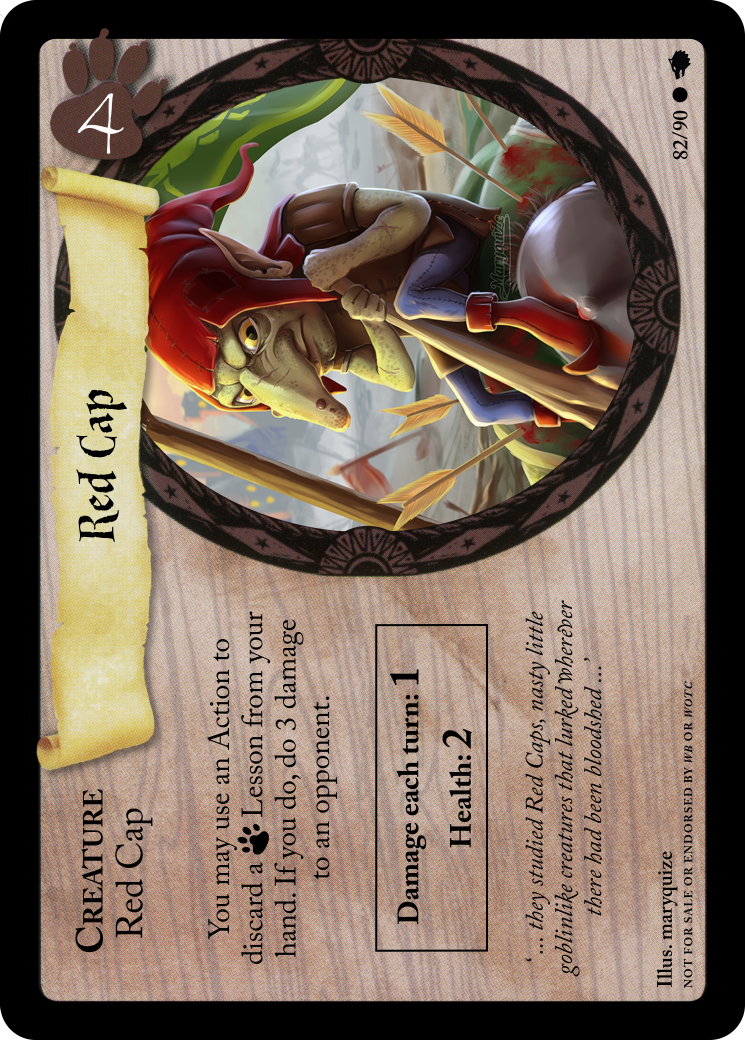 4
Red Cap
CREATURE
Red Cap
You may use an Action to
discard a Lesson from your
hand. If you do, do 3 damage
to an opponent.
Damage each turn: 1
Health: 2
‘ … they studied Red Caps, nasty little
goblinlike creatures that lurked wherever
there had been bloodshed …’
Illus. maryquize
NOT FOR SALE OR ENDORSED BY WB OR WOTC
82/90
Maryquize